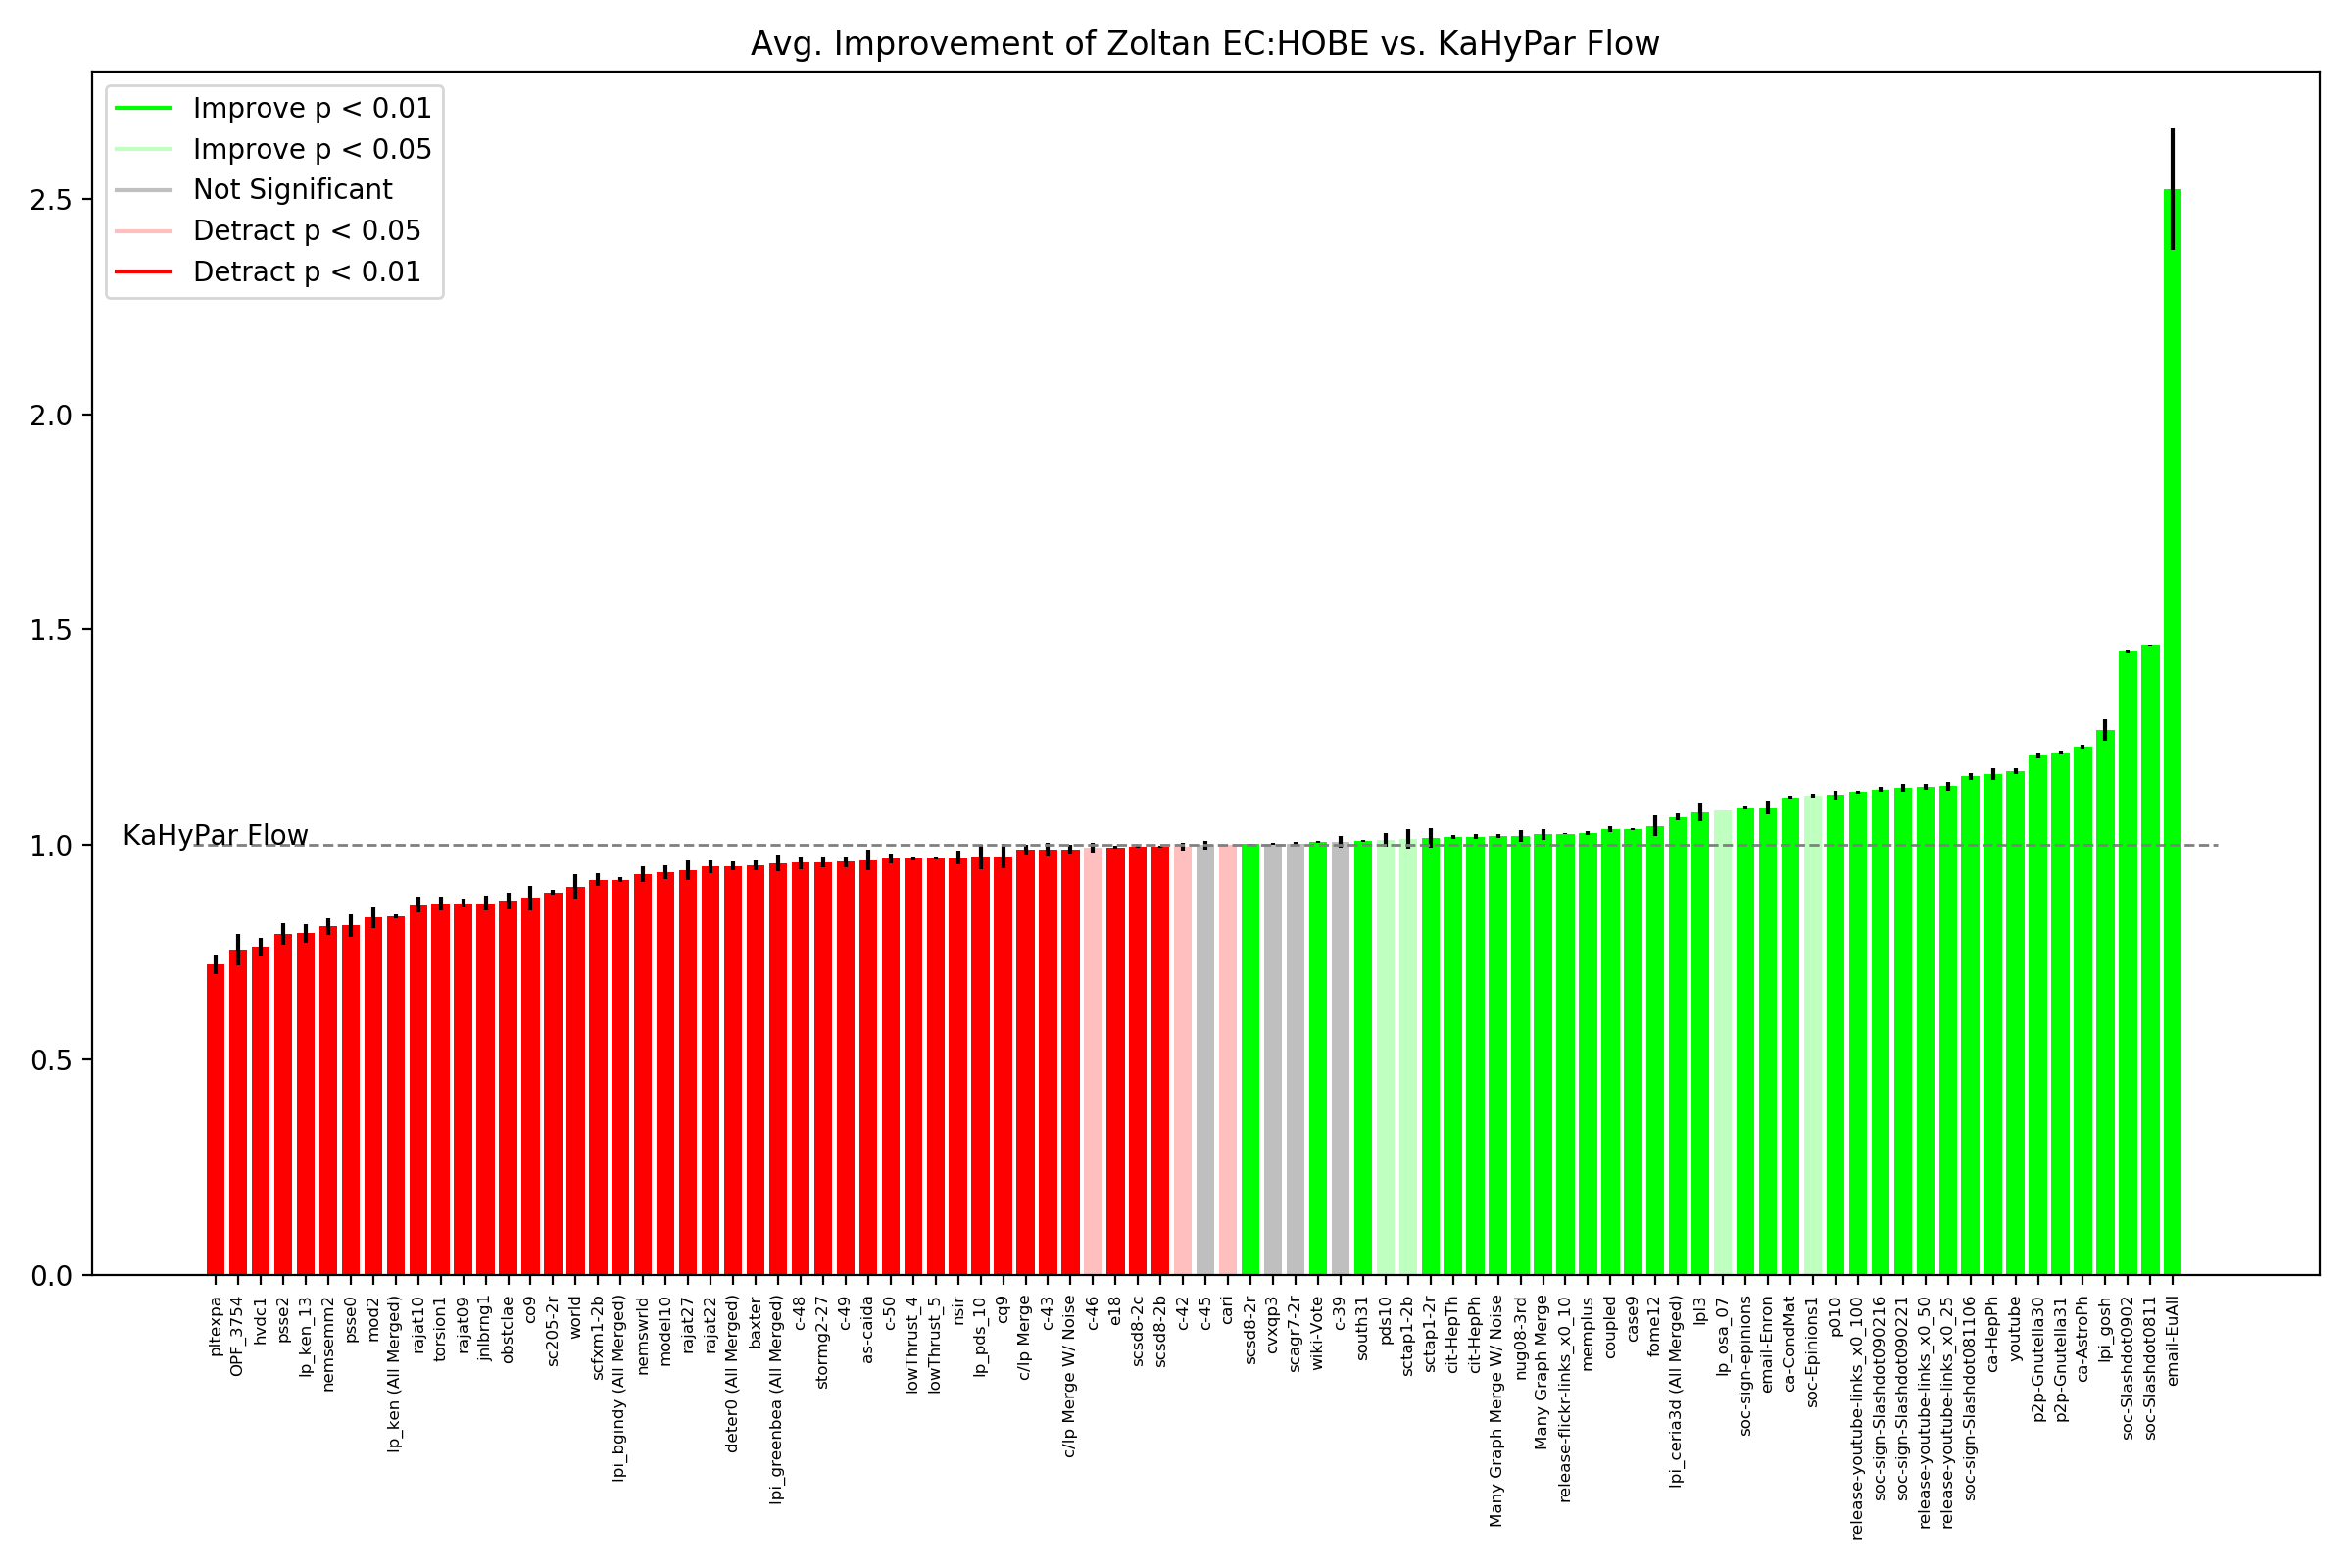 Avg. Improvement of Zoltan EC:HOBE vs. KaHyPar Flow
Improve p < 0.01
Improve p < 0.05
Not Significant
Detract p < 0.05
Detract p < 0.01
2.5
2.0
1.5
1.0
0.5
0.0
KaHyPar Flow
pltexpa
OPF_3754
hvdc1
psse2
lp_ken_13
nemsemm2
psse0
mod2
lp_ken (All Merged)
rajat10
torsion1
rajat09
jnlbrng1
obstclae
co9
sc205-2r
world
scfxm1-2b
lpi_bgindy (All Merged)
nemswrld
model10
rajat27
rajat22
deter0 (All Merged)
baxter
lpi_greenbea (All Merged)
c-48
stormg2-27
c-49
as-caida
c-50
lowThrust_4
lowThrust_5
nsir
lp_pds_10
cq9
c/lp Merge
c-43
c/lp Merge W/ Noise
c-46
e18
scsd8-2c
scsd8-2b
c-42
c-45
cari
scsd8-2r
cvxqp3
scagr7-2r
wiki-Vote
c-39
south31
pds10
sctap1-2b
sctap1-2r
cit-HepTh
cit-HepPh
Many Graph Merge W/ Noise
nug08-3rd
Many Graph Merge
release-flickr-links_x0_10
memplus
coupled
case9
fome12
lpi_ceria3d (All Merged)
lpl3
lp_osa_07
soc-sign-epinions
email-Enron
ca-CondMat
soc-Epinions1
p010
release-youtube-links_x0_100
soc-sign-Slashdot090216
soc-sign-Slashdot090221
release-youtube-links_x0_50
release-youtube-links_x0_25
soc-sign-Slashdot081106
ca-HepPh
youtube
p2p-Gnutella30
p2p-Gnutella31
ca-AstroPh
lpi_gosh
soc-Slashdot0902
soc-Slashdot0811
email-EuAll